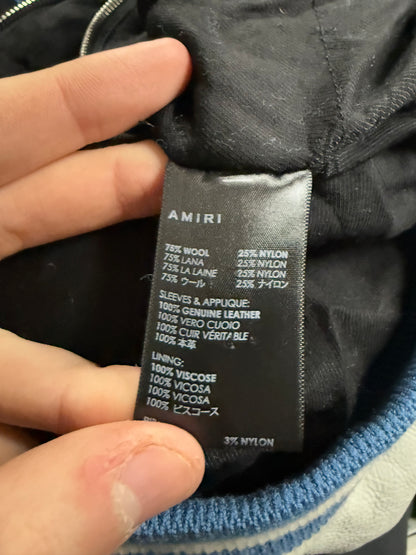 AMIRI
75% WOOL 25% NYLON
75% LANA 25% NYLON
75% LA LAINE 25% NYLON
75% ウール 25% ナイロン
SLEEVES & APPLIQUE:
100% GENUINE LEATHER
100% VERO CUOIO
100% CUIR VÉRITABLE
100% 本革
LINING:
100% VISCOSE
100% VICOSA
100% VICOSA
100% ビスコース
3% NYLON